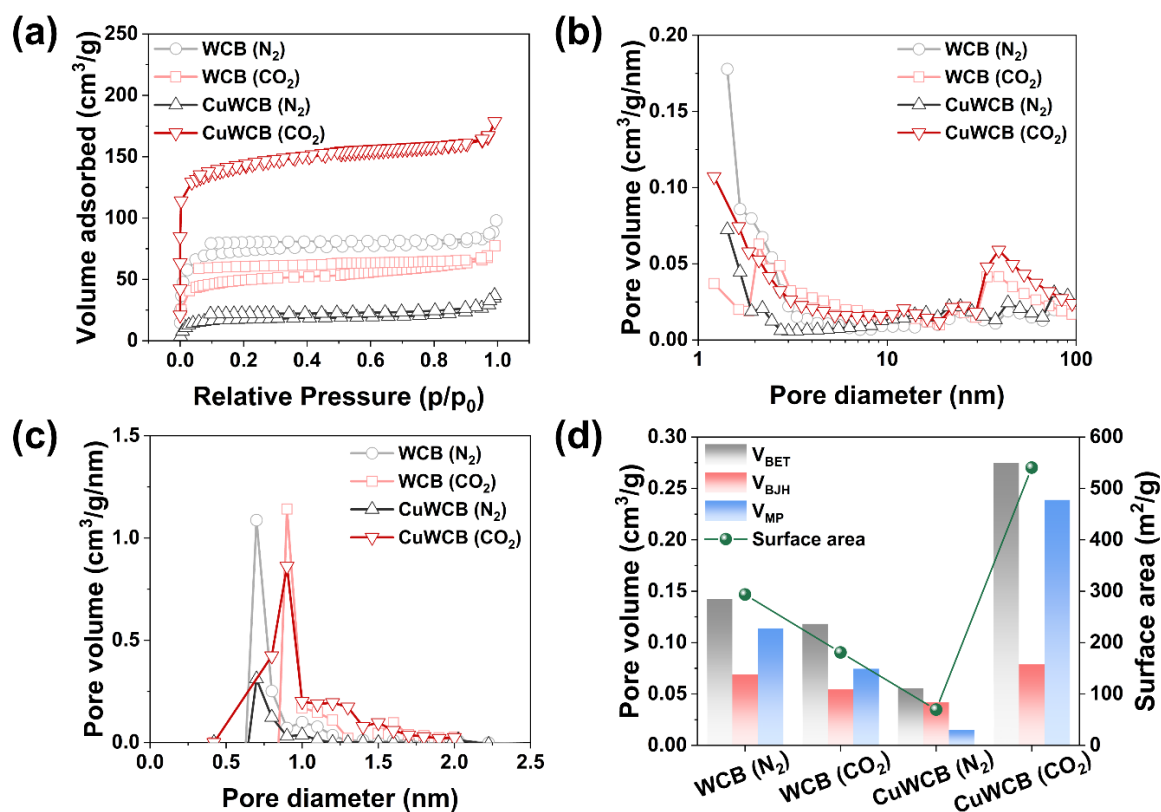 (a)
250
200
150
100
50
0
Volume adsorbed (cm³/g)
WCB (N₂)
WCB (CO₂)
CuWCB (N₂)
CuWCB (CO₂)
0.0 0.2 0.4 0.6 0.8 1.0
Relative Pressure (p/p₀)
(b)
0.20
0.15
0.10
0.05
0.00
Pore volume (cm³/g/nm)
WCB (N₂)
WCB (CO₂)
CuWCB (N₂)
CuWCB (CO₂)
1 10 100
Pore diameter (nm)
(c)
1.5
1.0
0.5
0.0
Pore volume (cm³/g/nm)
WCB (N₂)
WCB (CO₂)
CuWCB (N₂)
CuWCB (CO₂)
0.0 0.5 1.0 1.5 2.0 2.5
Pore diameter (nm)
(d)
0.30
0.25
0.20
0.15
0.10
0.05
0.00
Pore volume (cm³/g)
V_BET
V_BJH
V_MP
Surface area
600
500
400
300
200
100
0
Surface area (m²/g)
WCB (N₂)
WCB (CO₂)
CuWCB (N₂)
CuWCB (CO₂)